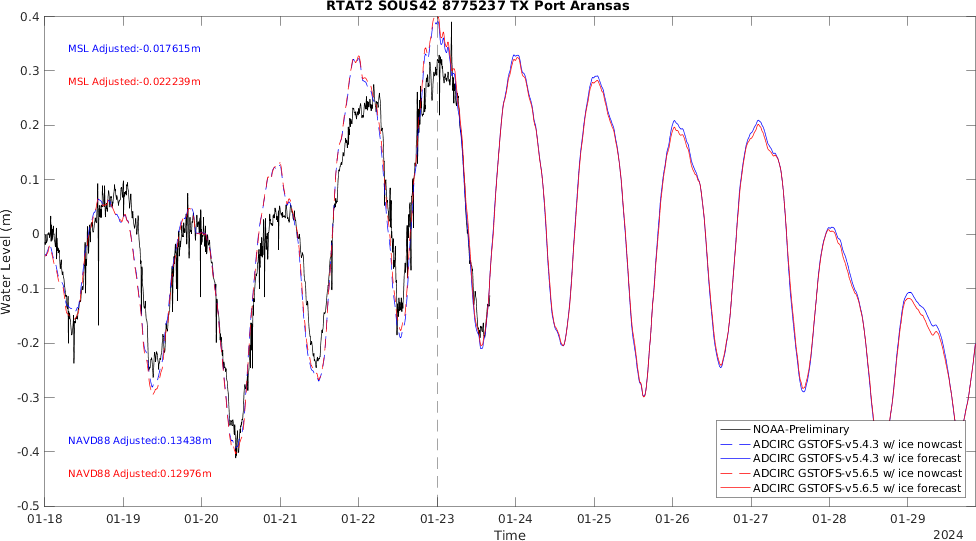 RTAT2 SOUS42 8775237 TX Port Aransas
0.4
MSL Adjusted:-0.017615m
0.3
MSL Adjusted:-0.022239m
0.2
0.1
Water Level (m)
0
-0.1
-0.2
-0.3
NAVD88 Adjusted:0.13438m
NOAA-Preliminary
ADCIRC GSTOFS-v5.4.3 w/ ice nowcast
-0.4
ADCIRC GSTOFS-v5.4.3 w/ ice forecast
NAVD88 Adjusted:0.12976m
ADCIRC GSTOFS-v5.6.5 w/ ice nowcast
ADCIRC GSTOFS-v5.6.5 w/ ice forecast
-0.5
01-18 01-19 01-20 01-21 01-22 01-23 01-24 01-25 01-26 01-27 01-28 01-29
Time
2024